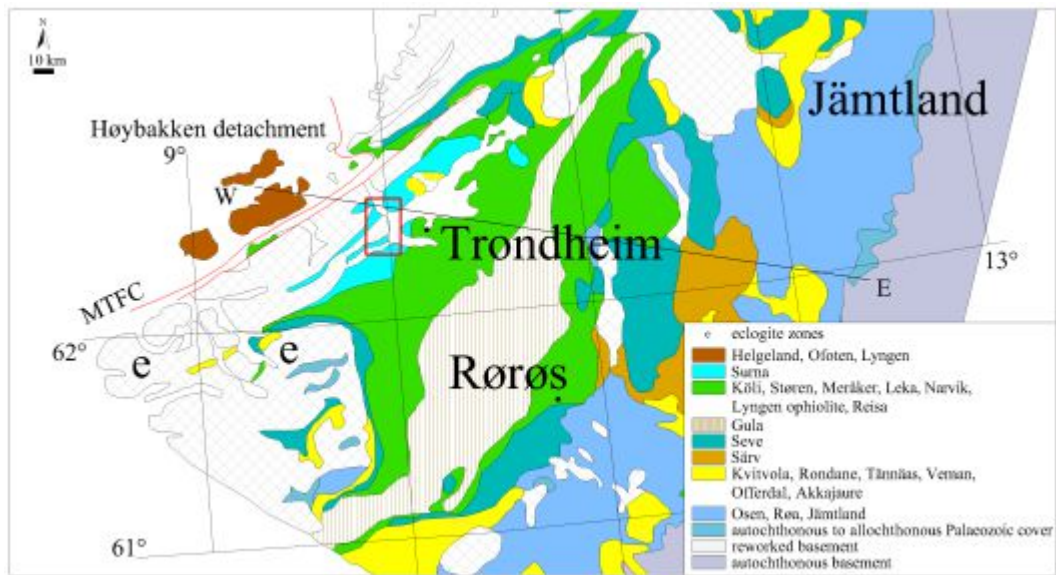 N
10 km
Jämtland
Høybakken detachment
9°
W
Trondheim
13°
E
MTFC
62°
e
e
Rørøs
61°
e eclogite zones
Helgeland, Ofoten, Lyngen
Surna
Köli, Støren, Meråker, Leka, Narvik,
Lyngen ophiolite, Reisa
Gula
Seve
Särv
Kvitvola, Rondane, Tännäas, Veman,
Offerdal, Akkajaure
Osen, Røa, Jämtland
autochthonous to allochthonous Palaeozoic cover
reworked basement
autochthonous basement